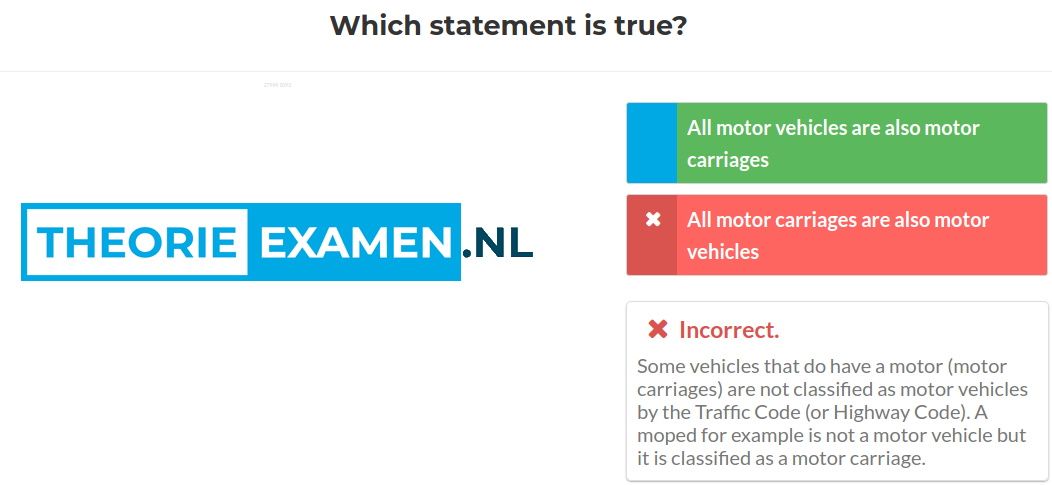 Which statement is true?
All motor vehicles are also motor
carriages
THEORIE EXAMEN.NL
All motor carriages are also motor
vehicles
Incorrect.
Some vehicles that do have a motor (motor
carriages) are not classified as motor vehicles
by the Traffic Code (or Highway Code). A
moped for example is not a motor vehicle but
it is classified as a motor carriage.